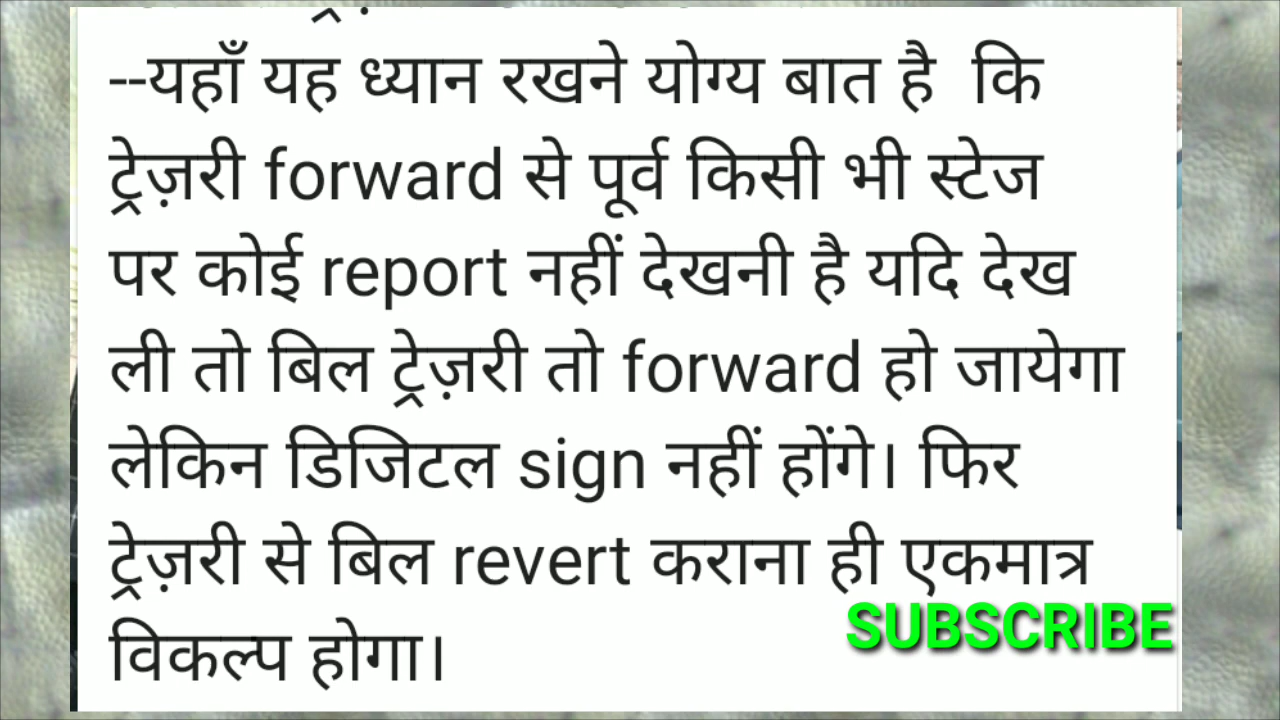 --यहाँ यह ध्यान रखने योग्य बात है कि
ट्रेज़री forward से पूर्व किसी भी स्टेज
पर कोई report नहीं देखनी है यदि देख
ली तो बिल ट्रेज़री तो forward हो जायेगा
लेकिन डिजिटल sign नहीं होंगे। फिर
ट्रेज़री से बिल revert कराना ही एकमात्र
विकल्प होगा।
SUBSCRIBE